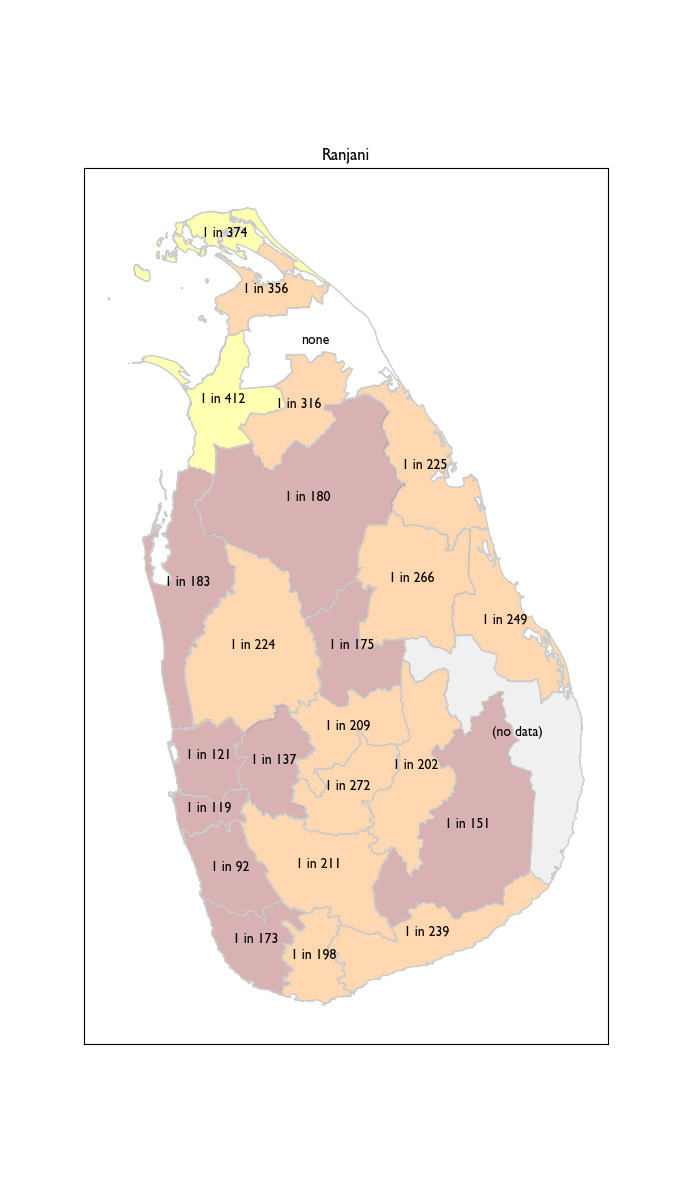 Ranjani
1 in 374
1 in 356
none
1 in 412
1 in 316
1 in 225
1 in 180
1 in 266
1 in 183
1 in 249
1 in 224
1 in 175
1 in 209
(no data)
1 in 121
1 in 137
1 in 202
1 in 272
1 in 119
1 in 151
1 in 211
1 in 92
1 in 239
1 in 173
1 in 198